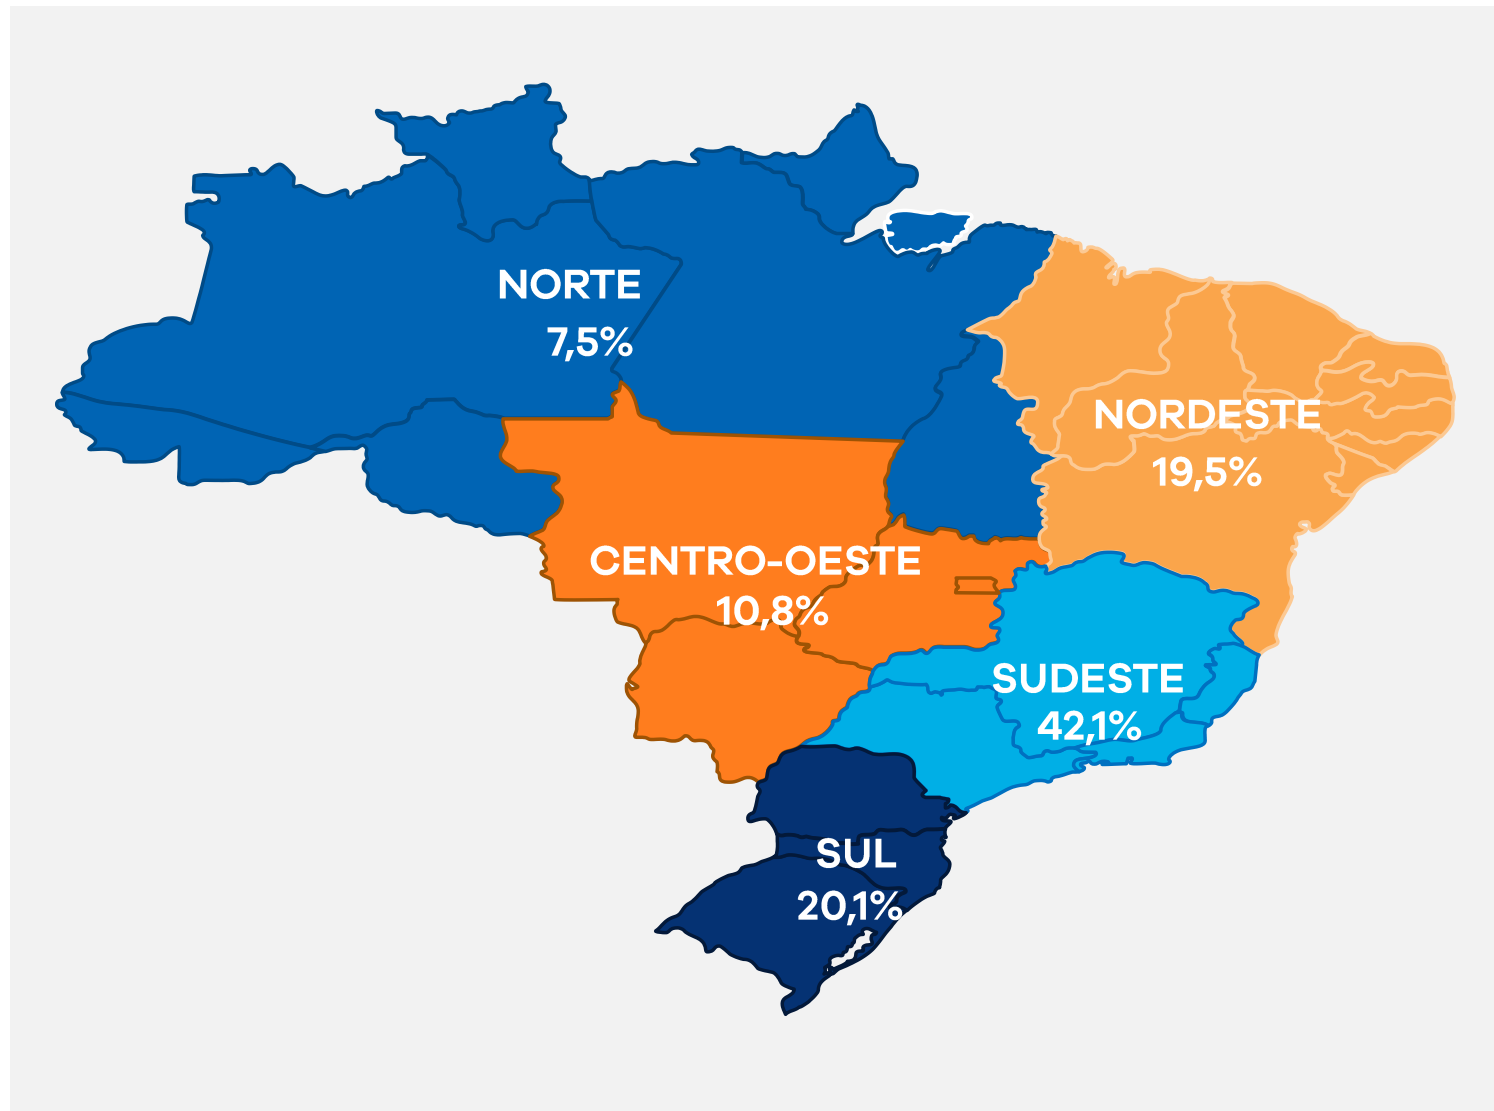 NORTE
7,5%
NORDESTE
19,5%
CENTRO-OESTE
10,8%
SUDESTE
42,1%
SUL
20,1%